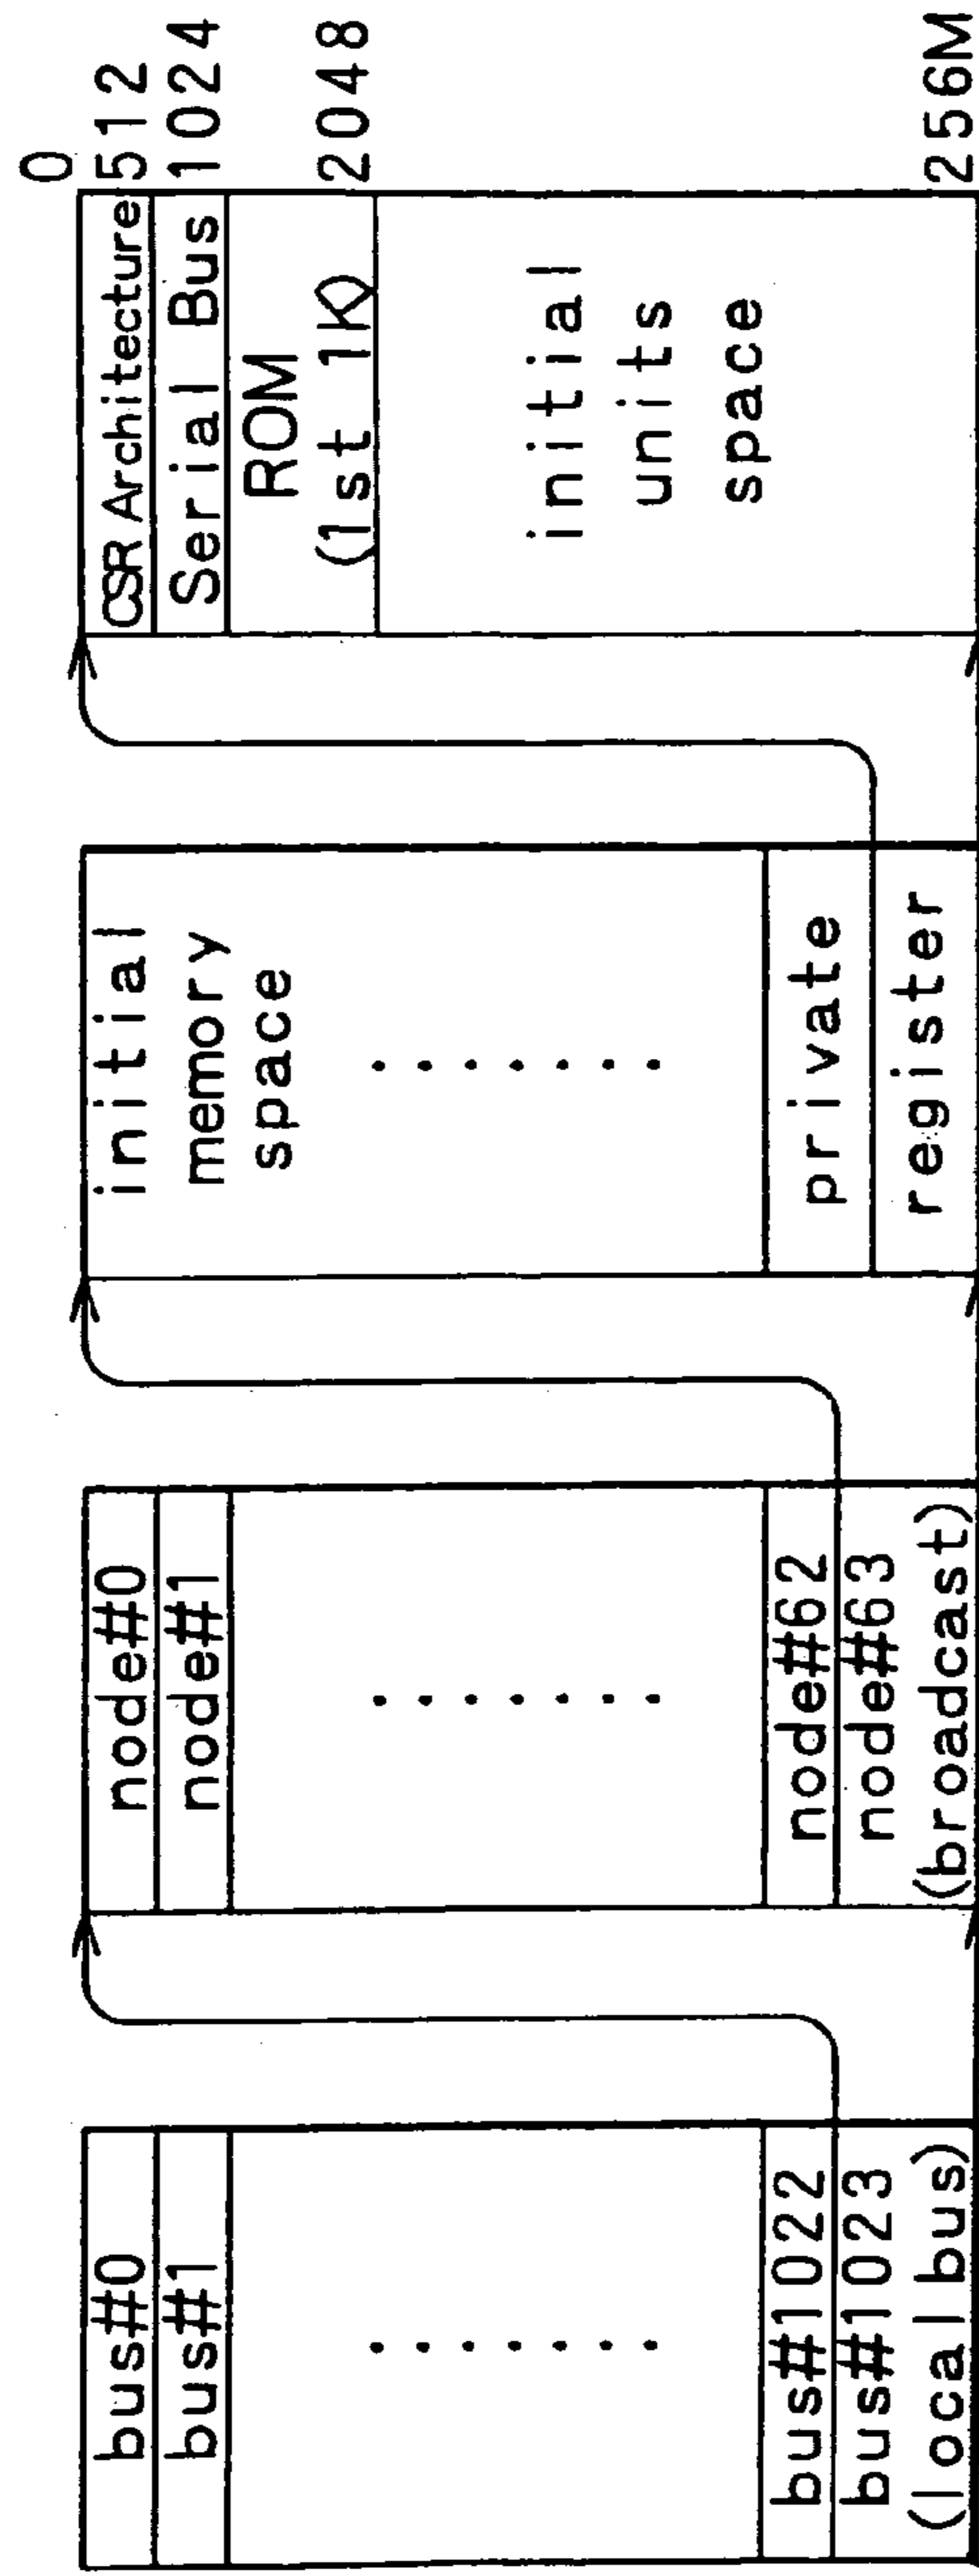 bus#0
bus#1
bus#1022
bus#1023
(local bus)
node#0
node#1
node#62
node#63
(broadcast)
initial
memory
space
private
register
CSR Architecture
Serial Bus
ROM
(1st 1K)
initial
units
space
0
512
1024
2048
256M